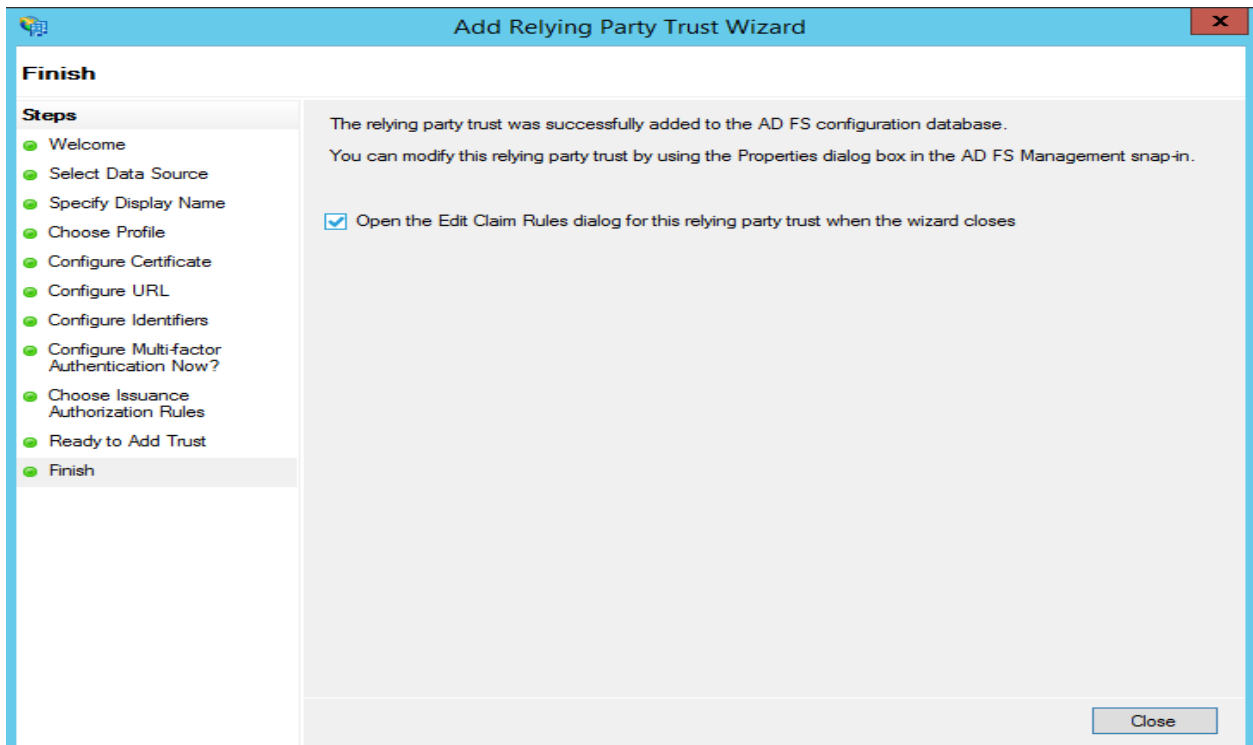 Add Relying Party Trust Wizard
x
Finish
Steps
Welcome
Select Data Source
Specify Display Name
Choose Profile
Configure Certificate
Configure URL
Configure Identifiers
Configure Multi-factor
Authentication Now?
Choose Issuance
Authorization Rules
Ready to Add Trust
Finish
The relying party trust was successfully added to the AD FS configuration database.
You can modify this relying party trust by using the Properties dialog box in the AD FS Management snap-in.
Open the Edit Claim Rules dialog for this relying party trust when the wizard closes
Close